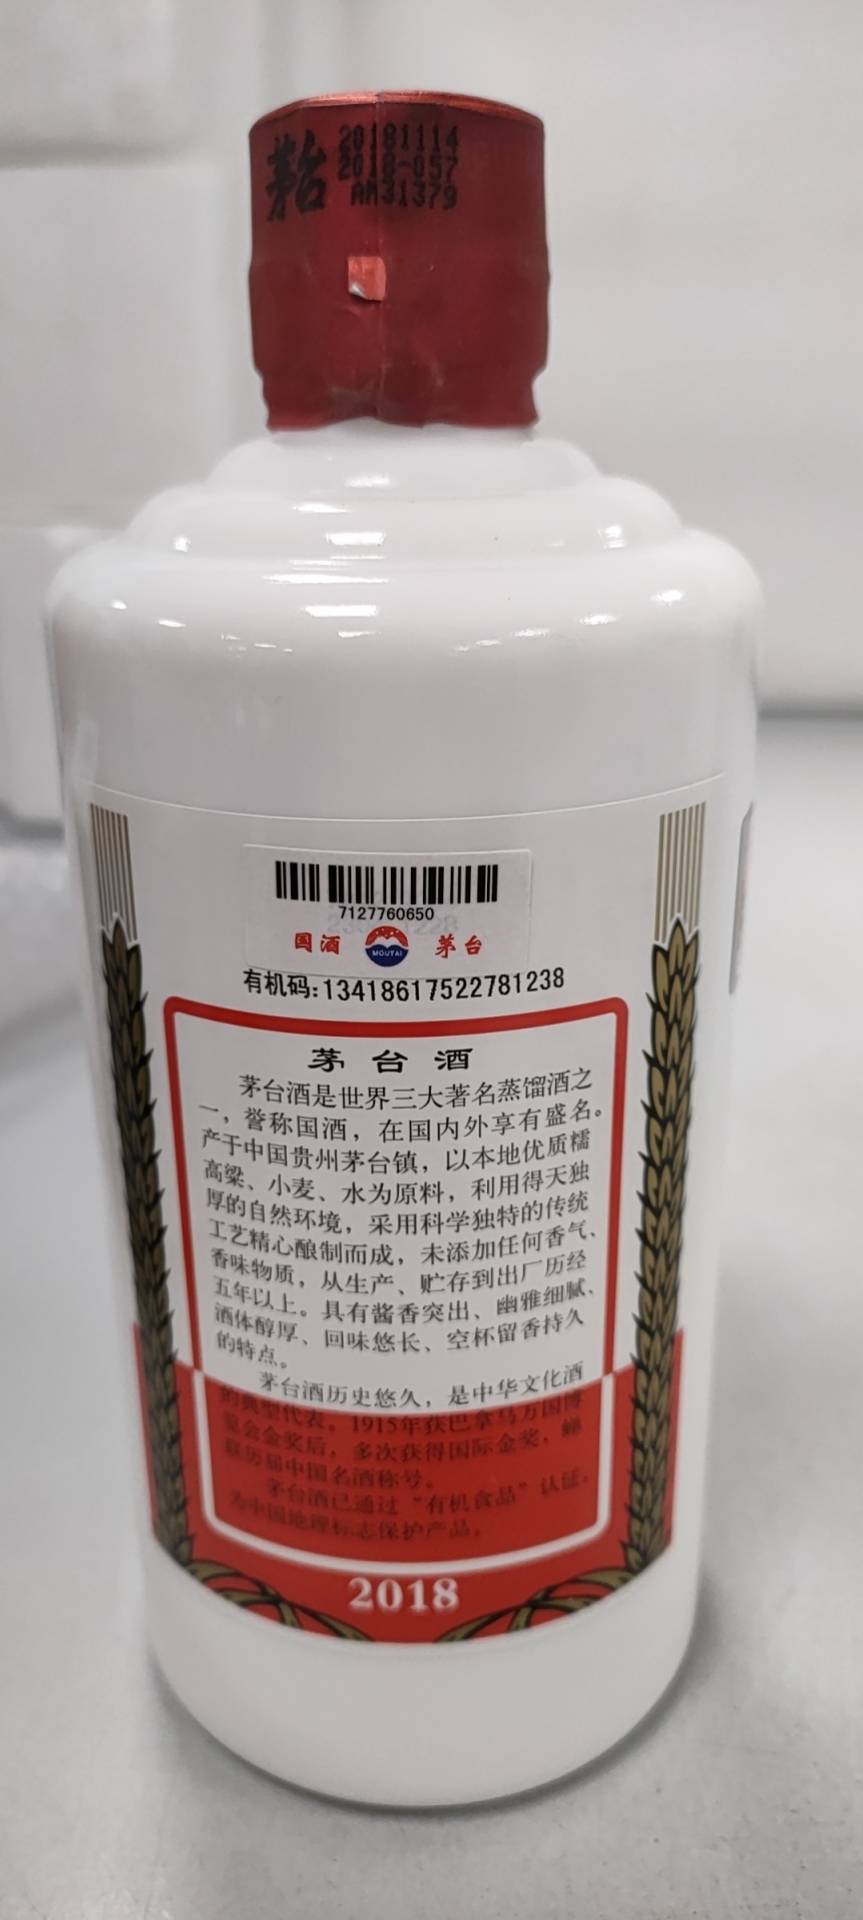 茅台
20181114
2018-057
AM31379
7127760650
国酒 MOUTAI 茅台
有机码:13418617522781238
茅台酒
茅台酒是世界三大著名蒸馏酒之
一，誉称国酒，在国内外享有盛名。
产于中国贵州茅台镇，以本地优质糯
高粱、小麦、水为原料，利用得天独
厚的自然环境，采用科学独特的传统
工艺精心酿制而成，未添加任何香气、
香味物质，从生产、贮存到出厂历经
五年以上。具有酱香突出、幽雅细腻、
酒体醇厚、回味悠长、空杯留香持久
的特点。
茅台酒历史悠久，是中华文化酒
的典型代表。1915年获巴拿马万国博
览会金奖后，多次获得国际金奖，蝉
联历届中国名酒称号。
茅台酒已通过“有机食品”认证，
为中国地理标志保护产品。
2018